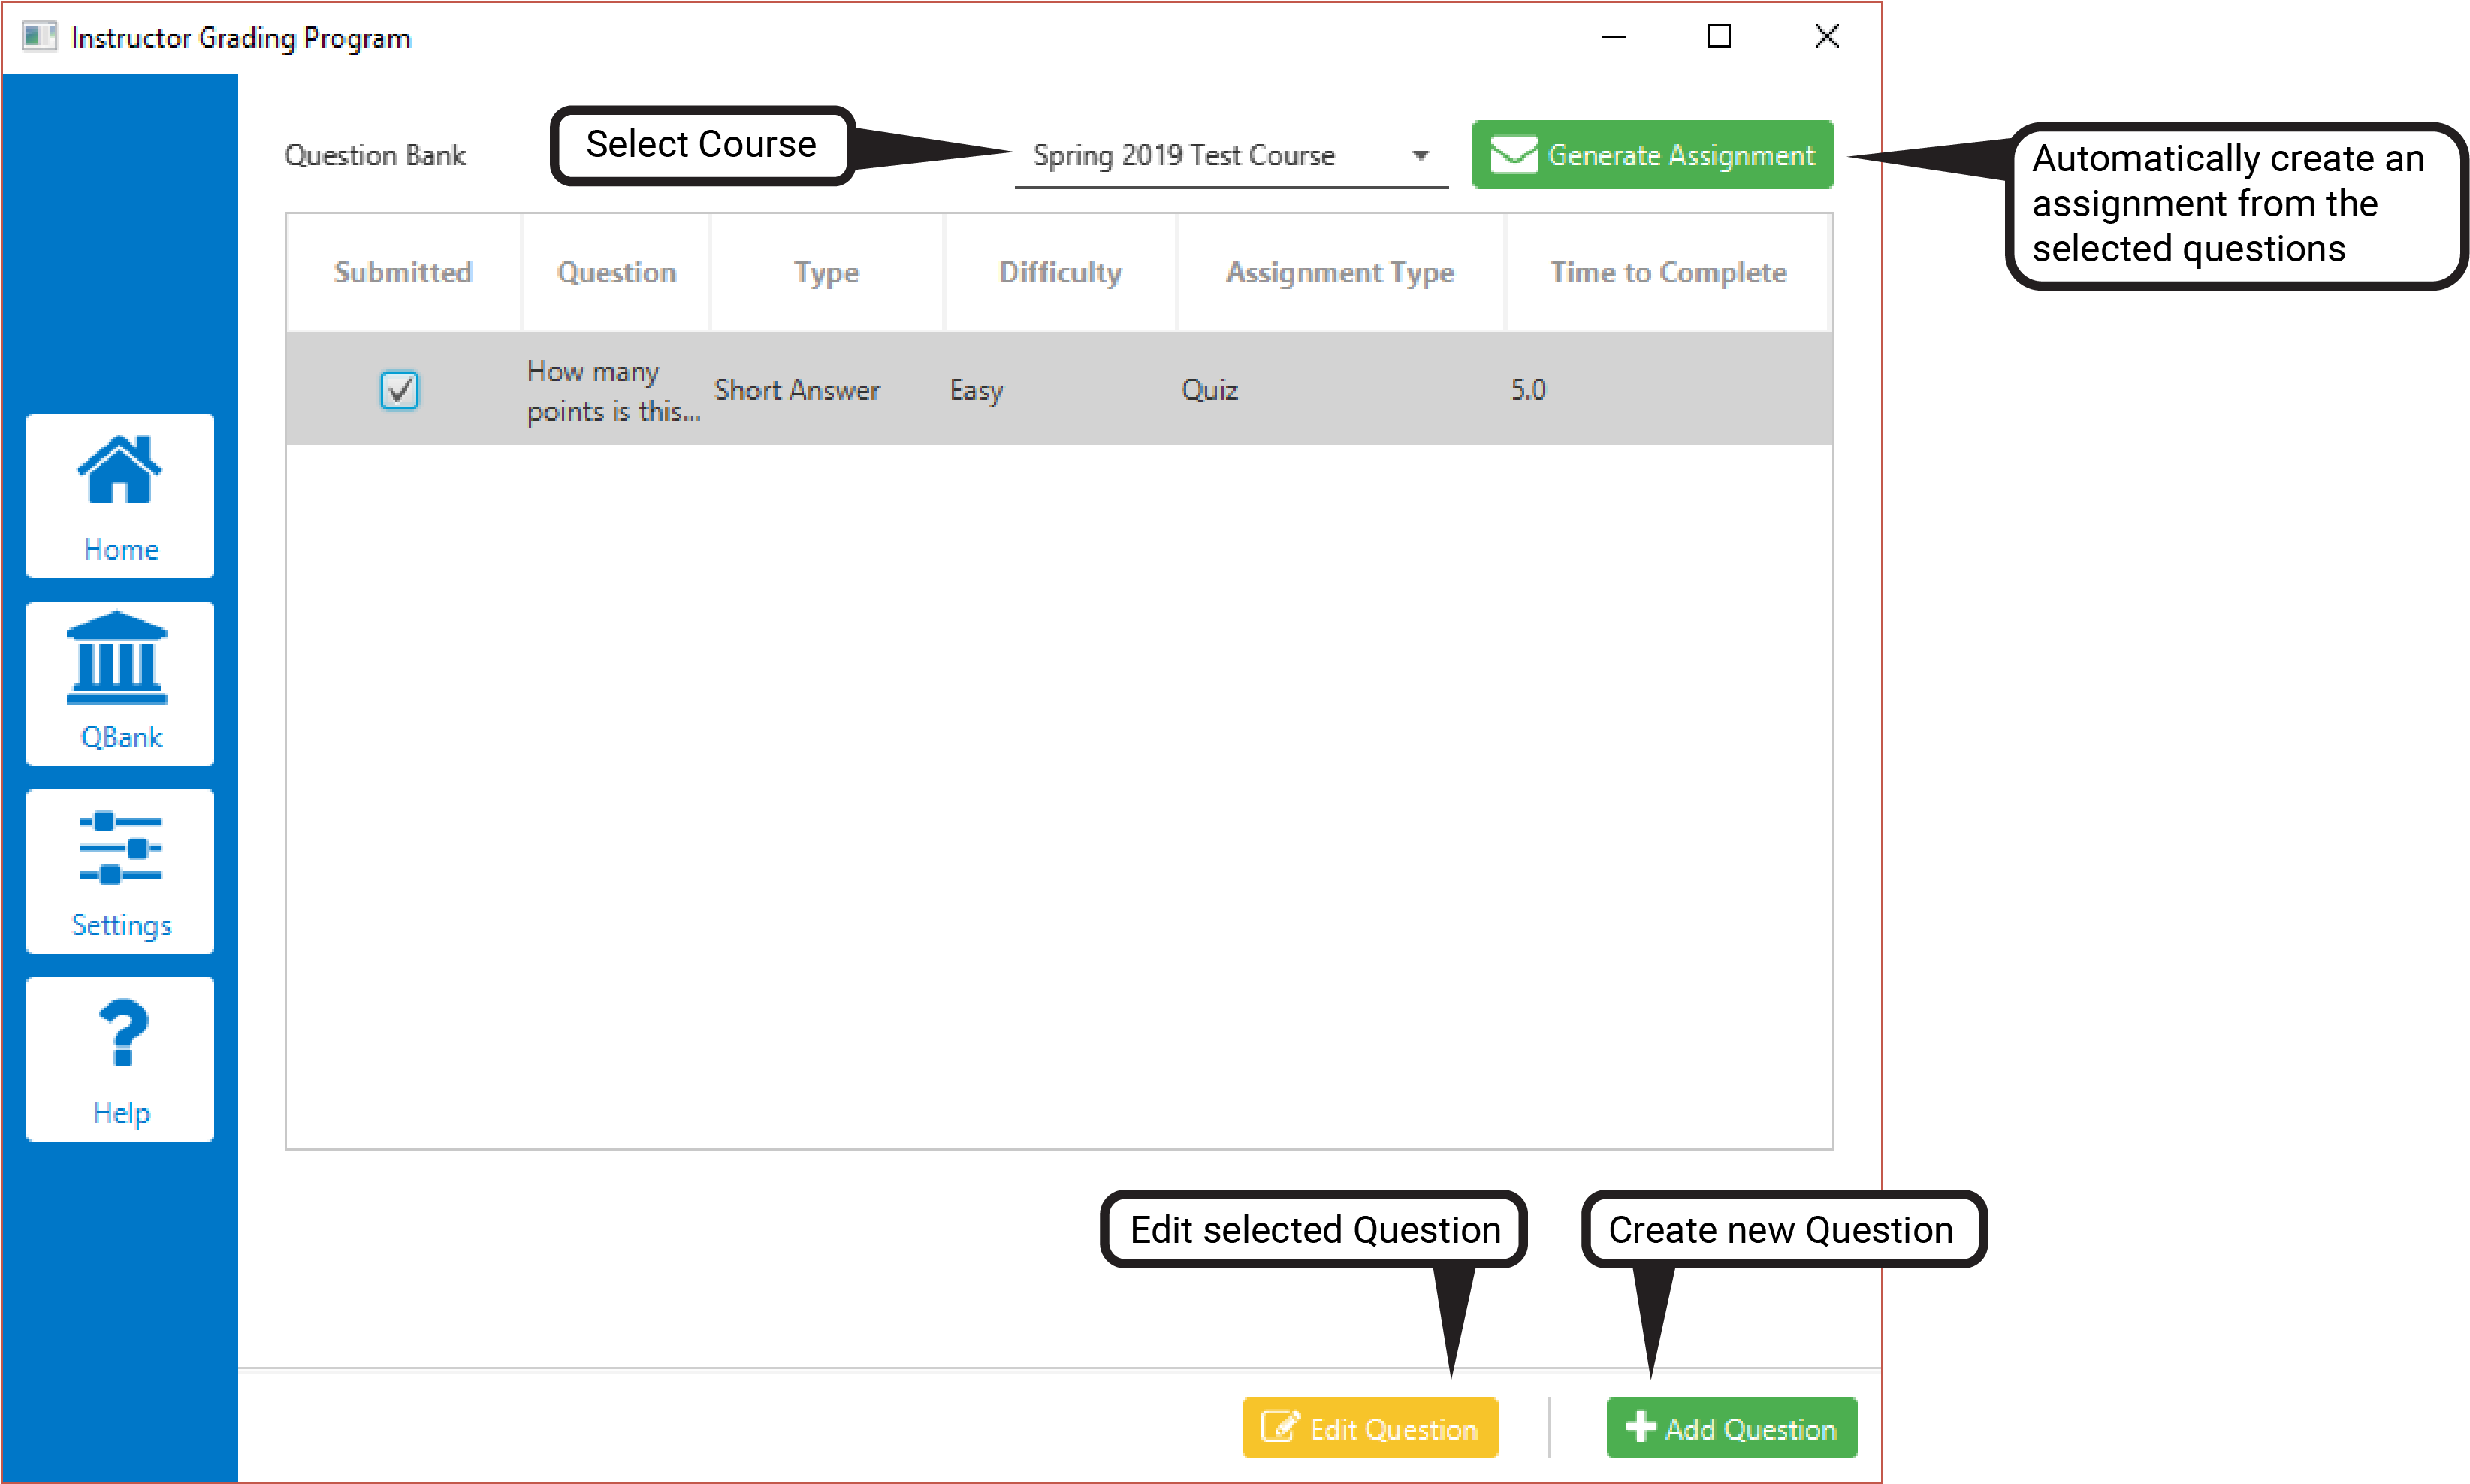 Instructor Grading Program
Question Bank
Select Course
Spring 2019 Test Course
Generate Assignment
Automatically create an
assignment from the
selected questions
Submitted
Question
Type
Difficulty
Assignment Type
Time to Complete
How many
points is this...
Short Answer
Easy
Quiz
5.0
Home
QBank
Settings
Help
Edit selected Question
Create new Question
Edit Question
Add Question